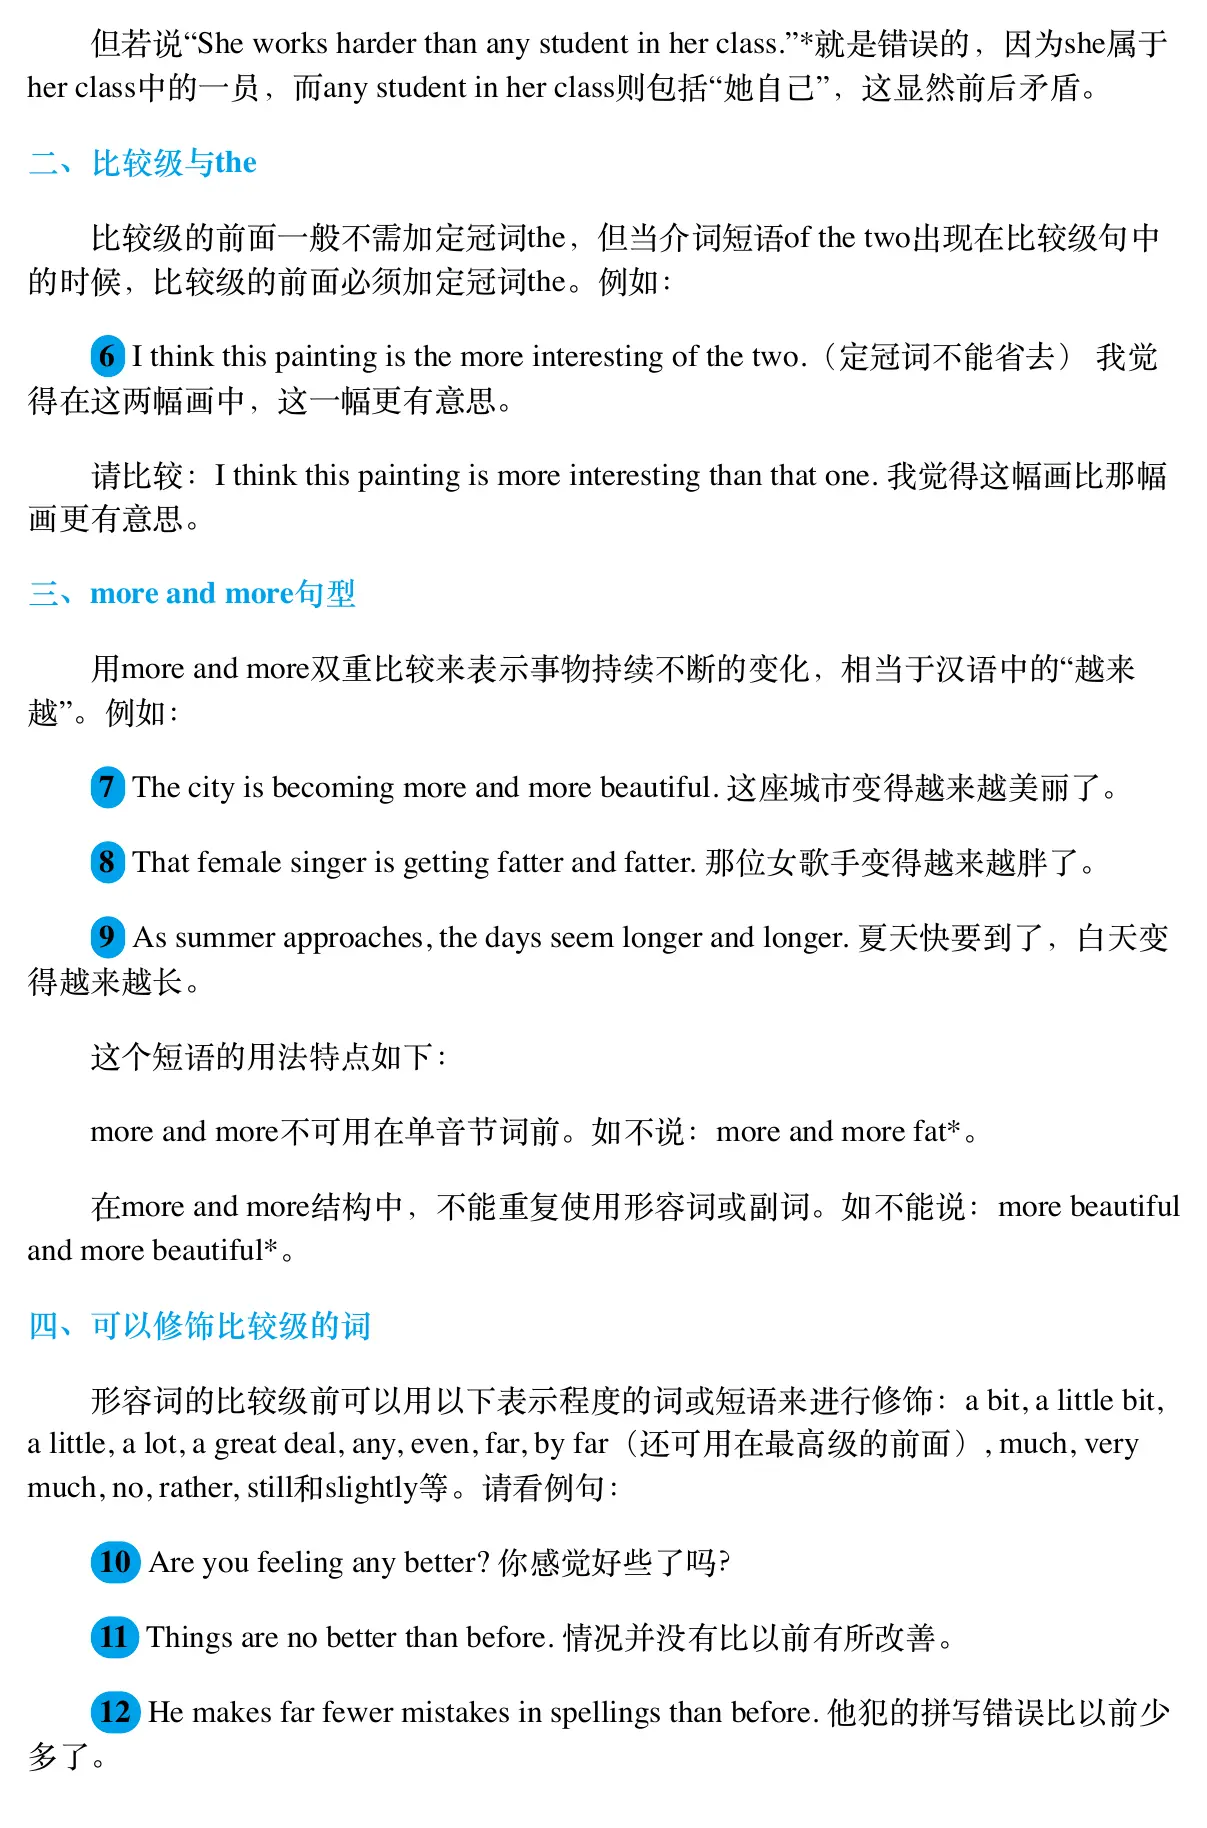 但若说“She works harder than any student in her class.”*就是错误的，因为she属于
her class中的一员，而any student in her class则包括“她自己”，这显然前后矛盾。
二、比较级与the
比较级的前面一般不需加定冠词the，但当介词短语of the two出现在比较级句中
的时候，比较级的前面必须加定冠词the。例如：
6 I think this painting is the more interesting of the two.（定冠词不能省去） 我觉
得在这两幅画中，这一幅更有意思。
请比较：I think this painting is more interesting than that one. 我觉得这幅画比那幅
画更有意思。
三、more and more句型
用more and more双重比较来表示事物持续不断的变化，相当于汉语中的“越来
越”。例如：
7 The city is becoming more and more beautiful. 这座城市变得越来越美丽了。
8 That female singer is getting fatter and fatter. 那位女歌手变得越来越胖了。
9 As summer approaches, the days seem longer and longer. 夏天快要到了，白天变
得越来越长。
这个短语的用法特点如下：
more and more不可用在单音节词前。如不说：more and more fat*。
在more and more结构中，不能重复使用形容词或副词。如不能说：more beautiful
and more beautiful*。
四、可以修饰比较级的词
形容词的比较级前可以用以下表示程度的词或短语来进行修饰：a bit, a little bit,
a little, a lot, a great deal, any, even, far, by far（还可用在最高级的前面）, much, very
much, no, rather, still和slightly等。请看例句：
10 Are you feeling any better? 你感觉好些了吗？
11 Things are no better than before. 情况并没有比以前有所改善。
12 He makes far fewer mistakes in spellings than before. 他犯的拼写错误比以前少
多了。